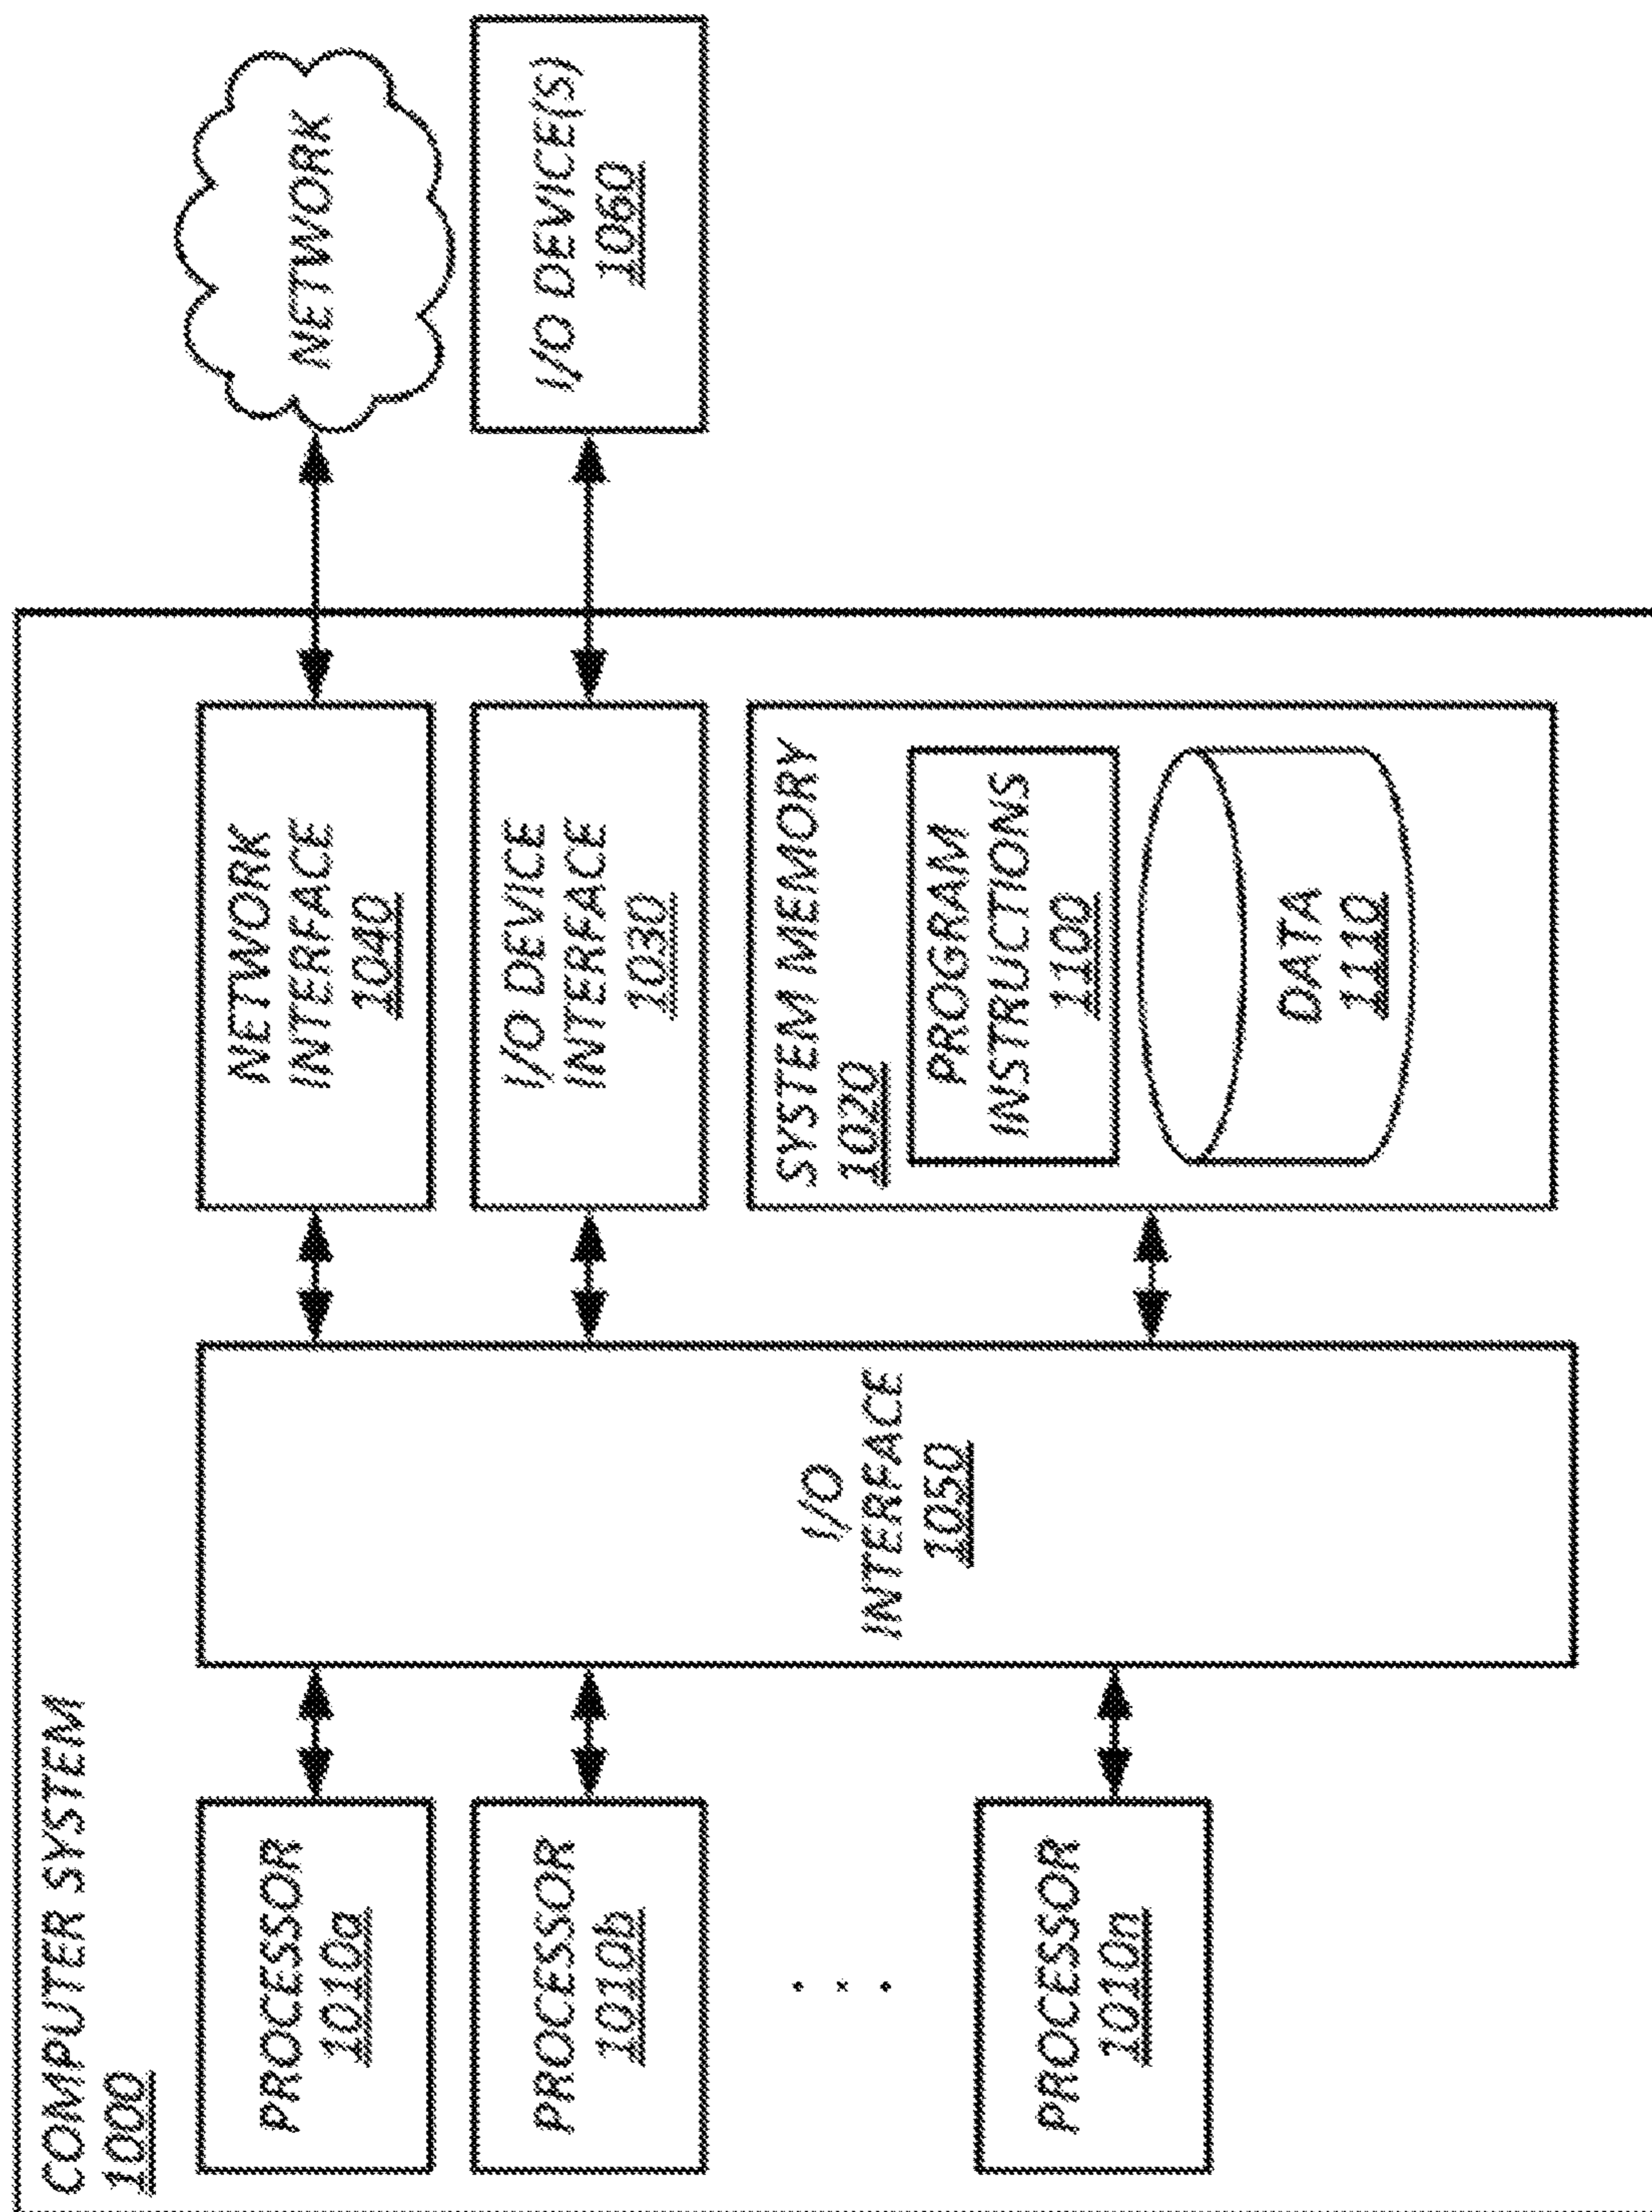 COMPUTER SYSTEM
1000
PROCESSOR
1010a
PROCESSOR
1010b
. . .
PROCESSOR
1010n
I/O
INTERFACE
1050
NETWORK
INTERFACE
1040
I/O DEVICE
INTERFACE
1030
SYSTEM MEMORY
1020
PROGRAM
INSTRUCTIONS
1100
DATA
1110
NETWORK
I/O DEVICE(S)
1060